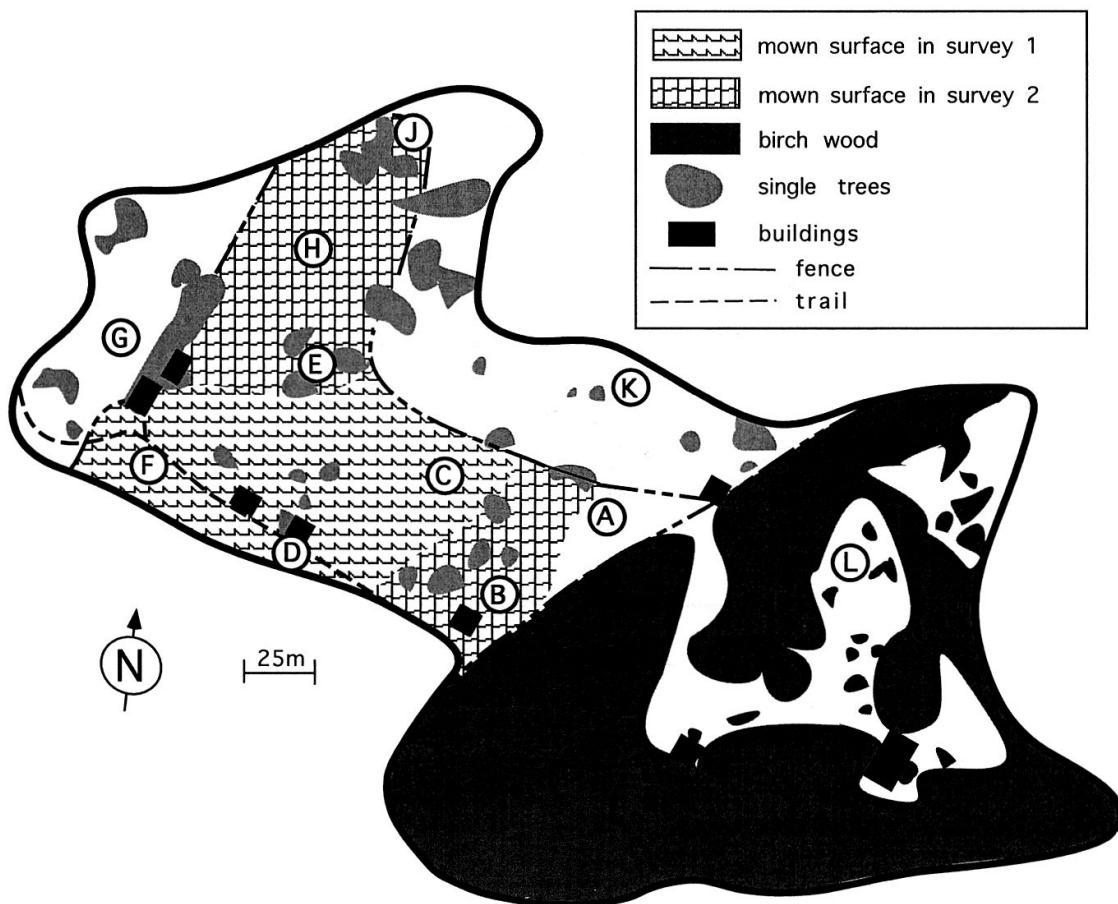 mown surface in survey 1
mown surface in survey 2
birch wood
single trees
buildings
fence
trail
J
H
G
E
K
F
C
A
D
B
L
N
25m